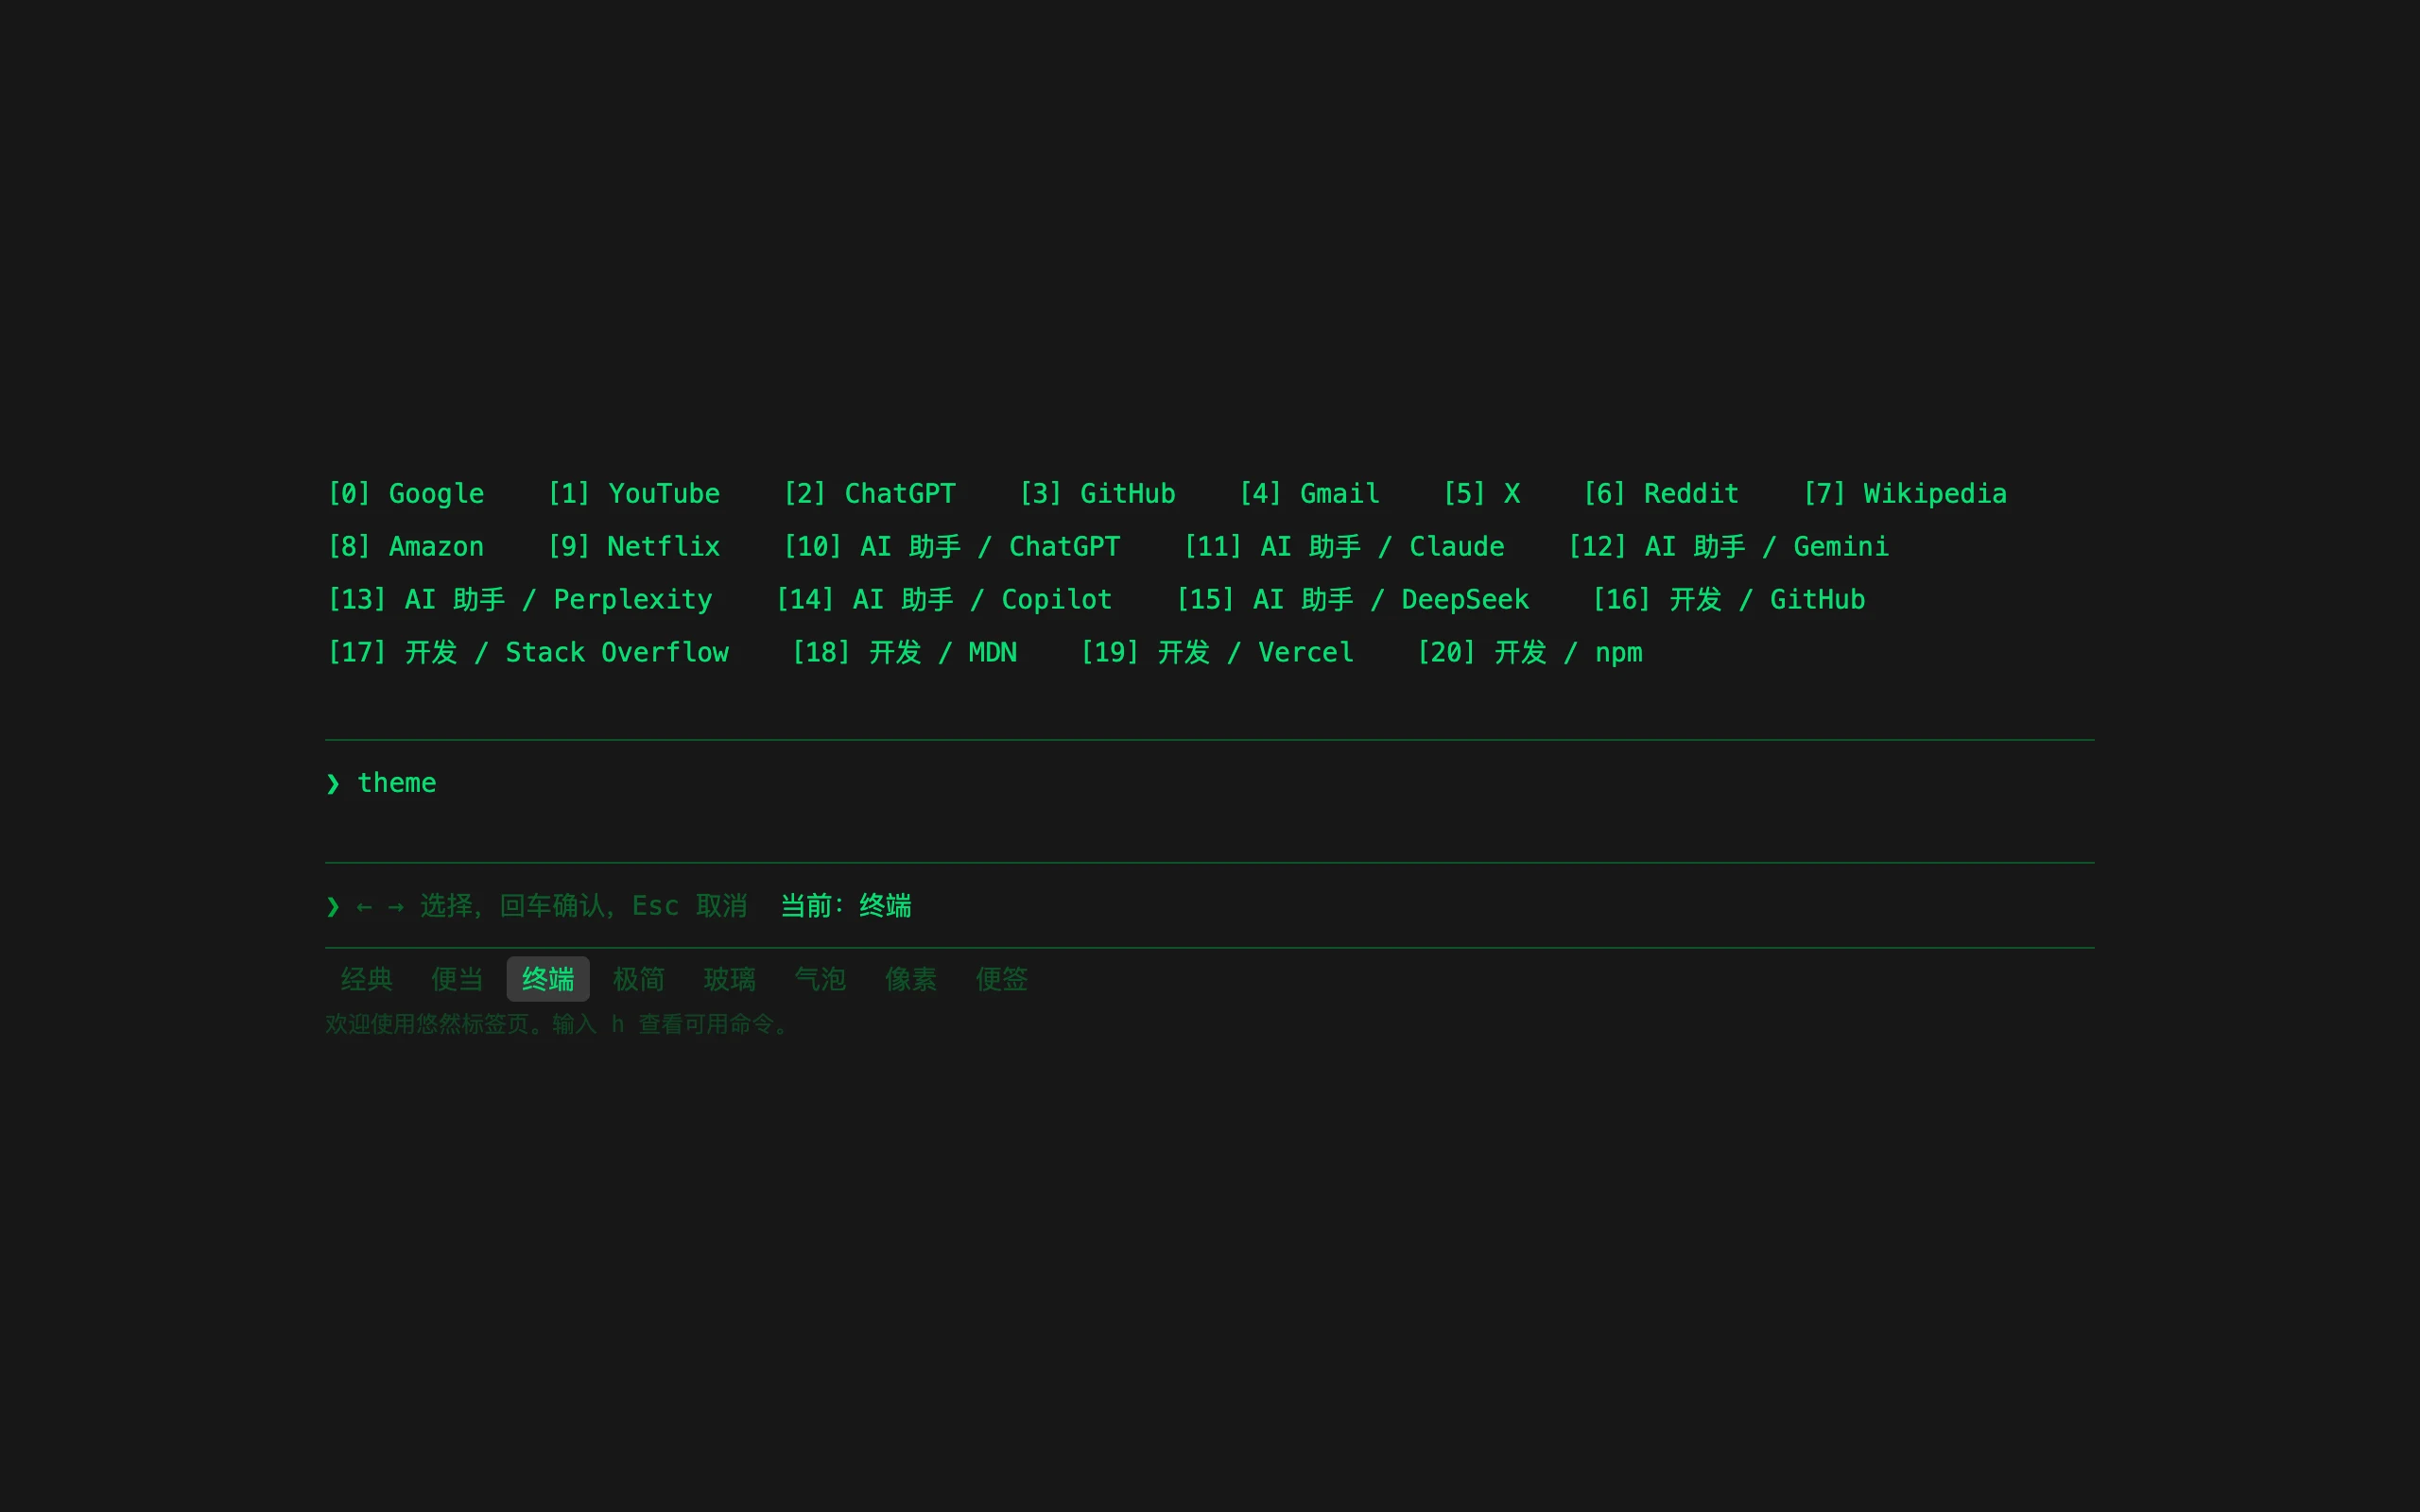 [0] Google [1] YouTube [2] ChatGPT [3] GitHub [4] Gmail [5] X [6] Reddit [7] Wikipedia
[8] Amazon [9] Netflix [10] AI 助手 / ChatGPT [11] AI 助手 / Claude [12] AI 助手 / Gemini
[13] AI 助手 / Perplexity [14] AI 助手 / Copilot [15] AI 助手 / DeepSeek [16] 开发 / GitHub
[17] 开发 / Stack Overflow [18] 开发 / MDN [19] 开发 / Vercel [20] 开发 / npm
❯ theme
❯ ← → 选择，回车确认，Esc 取消 当前：终端
经典 便当 终端 极简 玻璃 气泡 像素 便签
欢迎使用悠然标签页。输入 h 查看可用命令。